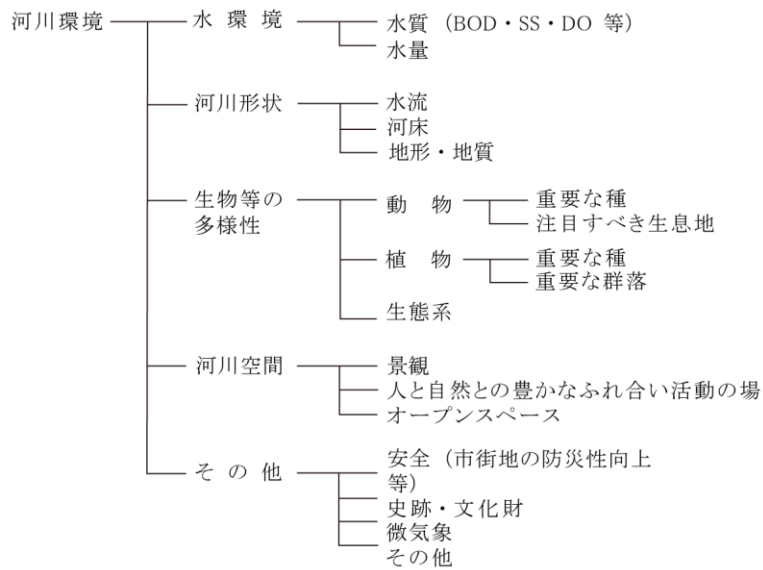 河川環境
水環境
水質（BOD・SS・DO 等）
水量
河川形状
水流
河床
地形・地質
生物等の
多様性
動物
重要な種
注目すべき生息地
植物
重要な種
重要な群落
生態系
河川空間
景観
人と自然との豊かなふれ合い活動の場
オープンスペース
その他
安全（市街地の防災性向上
等）
史跡・文化財
微気象
その他